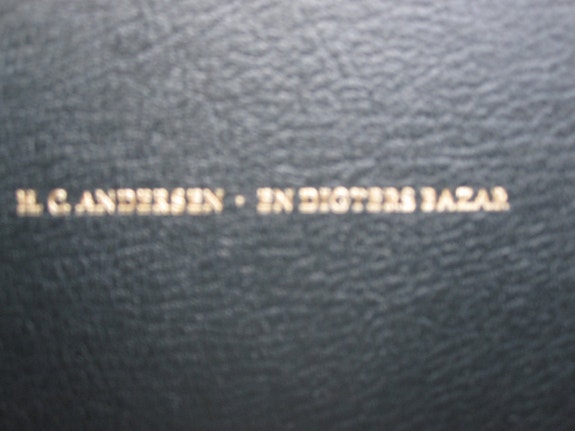 H. C. ANDERSEN · EN DIGTERS BAZAR